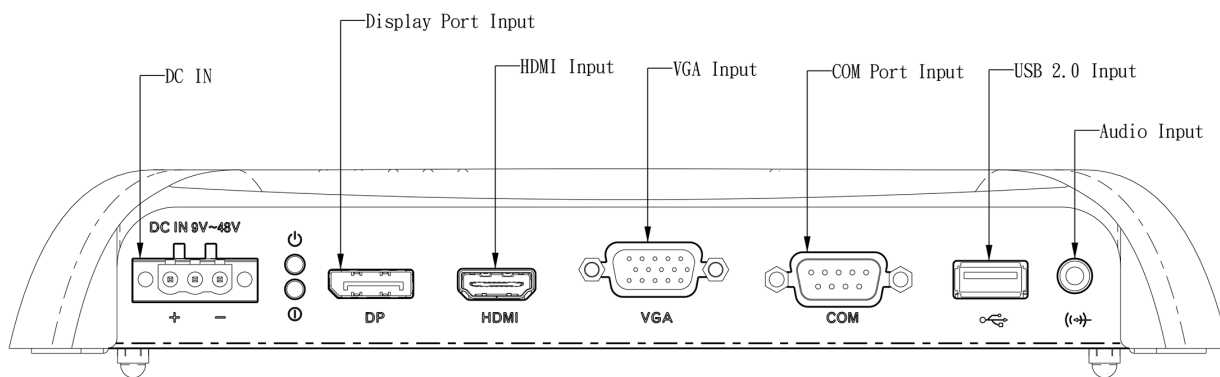 Display Port Input
HDMI Input
VGA Input
COM Port Input
USB 2.0 Input
DC IN
Audio Input
DC IN 9V~48V
+ −
DP
HDMI
VGA
COM